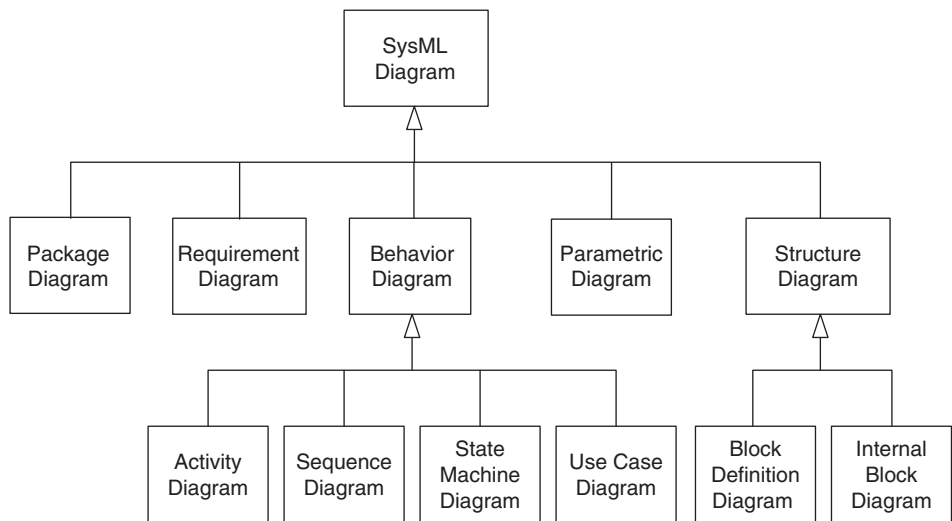 SysML
Diagram
Package
Diagram
Requirement
Diagram
Behavior
Diagram
Parametric
Diagram
Structure
Diagram
Activity
Diagram
Sequence
Diagram
State
Machine
Diagram
Use Case
Diagram
Block
Definition
Diagram
Internal
Block
Diagram